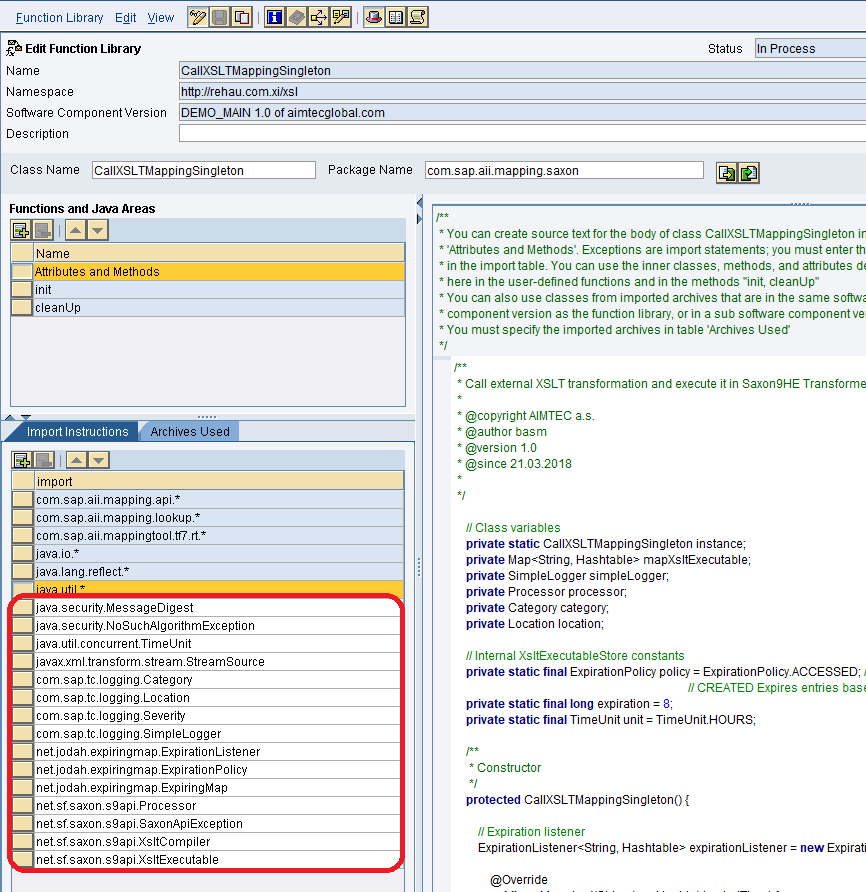 Function Library Edit View
Edit Function Library
Status In Process
Name CallXSLTMappingSingleton
Namespace http://rehau.com.xi/xsl
Software Component Version DEMO_MAIN 1.0 of aimtecglobal.com
Description
Class Name CallXSLTMappingSingleton Package Name com.sap.aii.mapping.saxon
Functions and Java Areas
Name
Attributes and Methods
init
cleanUp
Import Instructions Archives Used
import
com.sap.aii.mapping.api.*
com.sap.aii.mapping.lookup.*
com.sap.aii.mappingtool.tf7.rt.*
java.io.*
java.lang.reflect.*
java.util.*
java.security.MessageDigest
java.security.NoSuchAlgorithmException
java.util.concurrent.TimeUnit
javax.xml.transform.stream.StreamSource
com.sap.tc.logging.Category
com.sap.tc.logging.Location
com.sap.tc.logging.Severity
com.sap.tc.logging.SimpleLogger
net.jodah.expiringmap.ExpirationListener
net.jodah.expiringmap.ExpirationPolicy
net.jodah.expiringmap.ExpiringMap
net.sf.saxon.s9api.Processor
net.sf.saxon.s9api.SaxonApiException
net.sf.saxon.s9api.XsltCompiler
net.sf.saxon.s9api.XsltExecutable
/**
* You can create source text for the body of class CallXSLTMappingSingleton in
* 'Attributes and Methods'. Exceptions are import statements; you must enter th
* in the import table. You can use the inner classes, methods, and attributes de
* here in the user-defined functions and in the methods "init, cleanUp"
* You can also use classes from imported archives that are in the same softwa
* component version as the function library, or in a sub software component ve
* You must specify the imported archives in table 'Archives Used'
*/
/**
* Call external XSLT transformation and execute it in Saxon9HE Transforme
*
* @copyright AIMTEC a.s.
* @author basm
* @version 1.0
* @since 21.03.2018
*
*/
// Class variables
private static CallXSLTMappingSingleton instance;
private Map<String, Hashtable> mapXsltExecutable;
private SimpleLogger simpleLogger;
private Processor processor;
private Category category;
private Location location;
// Internal XsltExecutableStore constants
private static final ExpirationPolicy policy = ExpirationPolicy.ACCESSED; /
// CREATED Expires entries base
private static final long expiration = 8;
private static final TimeUnit unit = TimeUnit.HOURS;
/**
* Constructor
*/
protected CallXSLTMappingSingleton() {
// Expiration listener
ExpirationListener<String, Hashtable> expirationListener = new Expirati
@Override